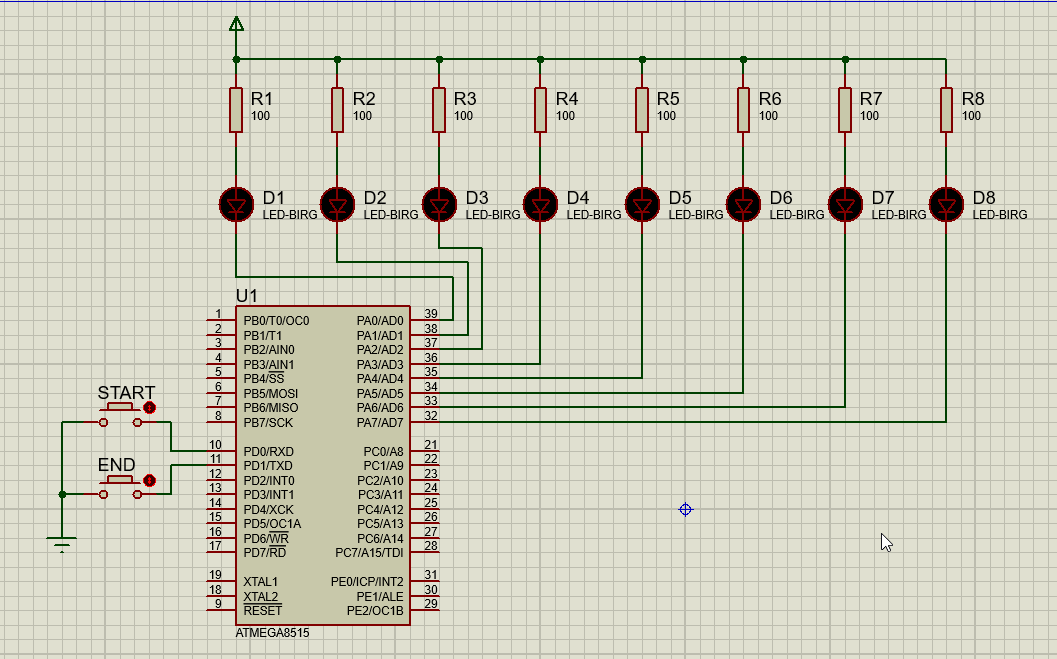 R1 R2 R3 R4 R5 R6 R7 R8
100 100 100 100 100 100 100 100
D1 D2 D3 D4 D5 D6 D7 D8
LED-BIRG LED-BIRG LED-BIRG LED-BIRG LED-BIRG LED-BIRG LED-BIRG LED-BIRG
U1
1 PB0/T0/OC0 PA0/AD0 39
2 PB1/T1 PA1/AD1 38
3 PB2/AIN0 PA2/AD2 37
4 PB3/AIN1 PA3/AD3 36
5 PB4/SS PA4/AD4 35
6 PB5/MOSI PA5/AD5 34
7 PB6/MISO PA6/AD6 33
8 PB7/SCK PA7/AD7 32
START
10 PD0/RXD PC0/A8 21
11 PD1/TXD PC1/A9 22
END
12 PD2/INT0 PC2/A10 23
13 PD3/INT1 PC3/A11 24
14 PD4/XCK PC4/A12 25
15 PD5/OC1A PC5/A13 26
16 PD6/WR PC6/A14 27
17 PD7/RD PC7/A15/TDI 28
19 XTAL1 PE0/ICP/INT2 31
18 XTAL2 PE1/ALE 30
9 RESET PE2/OC1B 29
ATMEGA8515